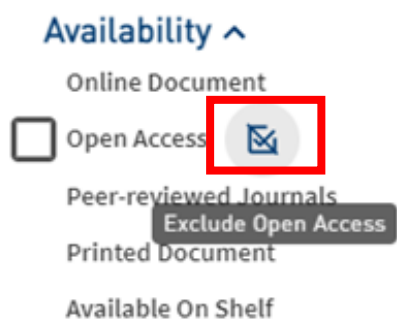 Availability
Online Document
Open Access
Peer-reviewed Journals
Exclude Open Access
Printed Document
Available On Shelf